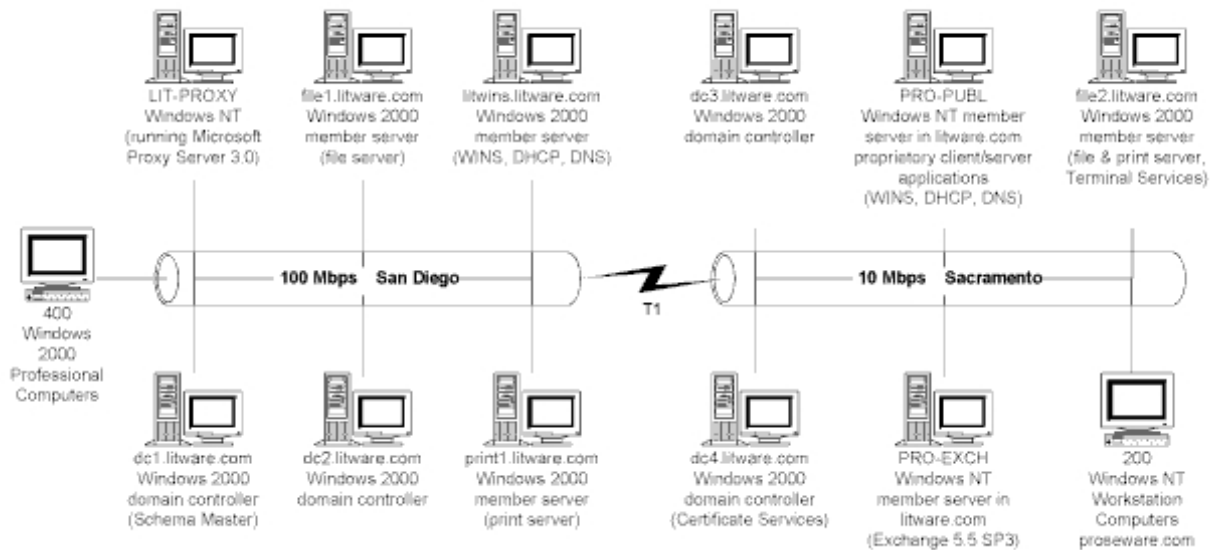 LIT-PROXY
Windows NT
(running Microsoft
Proxy Server 3.0)
file1.litware.com
Windows 2000
member server
(file server)
litwins.litware.com
Windows 2000
member server
(WINS, DHCP, DNS)
dc3.litware.com
Windows 2000
domain controller
PRO-PUBL
Windows NT member
server in litware.com
proprietry client/server
applications
(WINS, DHCP, DNS)
file2.litware.com
Windows 2000
member server
(file & print server,
Terminal Services)
400
Windows
2000
Professional
Computers
100 Mbps San Diego
T1
10 Mbps Sacramento
dc1.litware.com
Windows 2000
domain controller
(Schema Master)
dc2.litware.com
Windows 2000
domain controller
print1.litware.com
Windows 2000
member server
(print server)
dc4.litware.com
Windows 2000
domain controller
(Certificate Services)
PRO-EXCH
Windows NT
member server in
litware.com
(Exchange 5.5 SP3)
200
Windows NT
Workstation
Computers
proseware.com